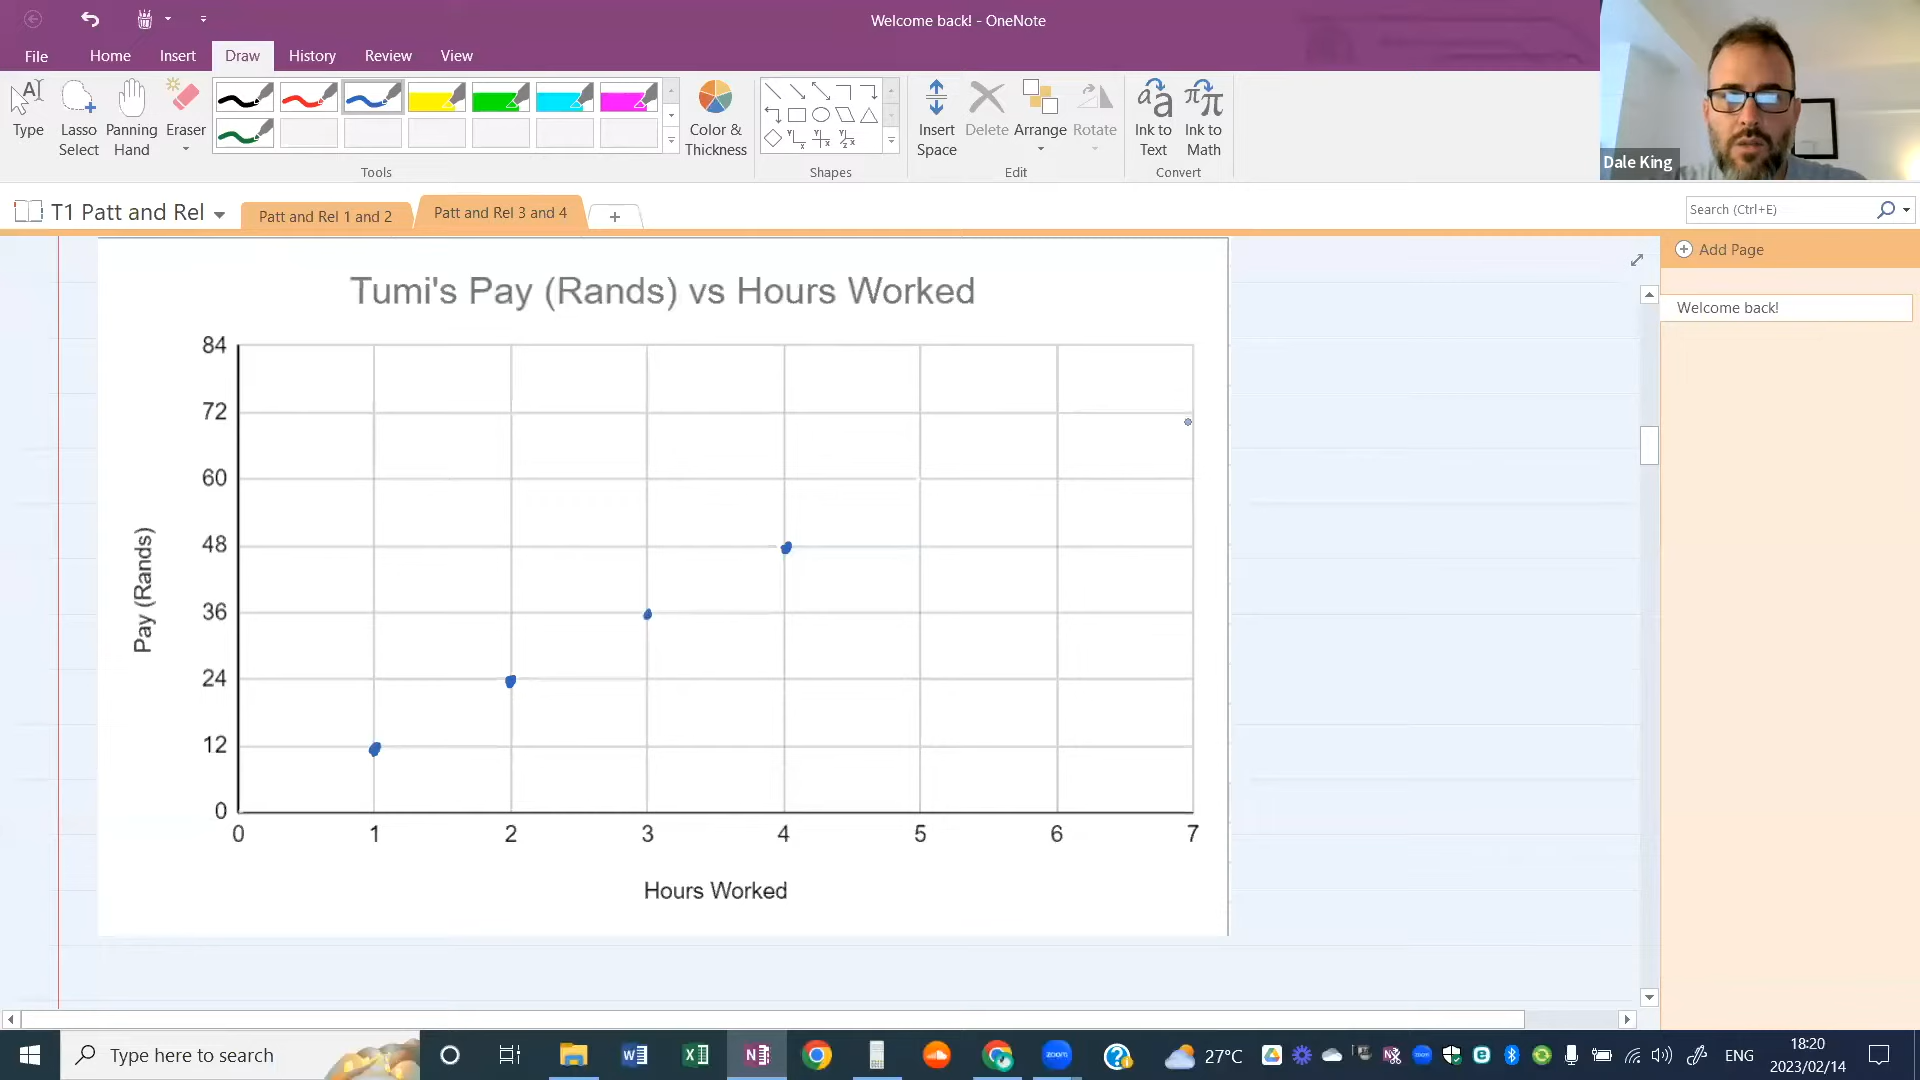 Welcome back! - OneNote
File
Home
Insert
Draw
History
Review
View
Type
Lasso
Select
Panning
Hand
Eraser
Color &
Thickness
Insert
Space
Delete
Arrange
Rotate
Ink to
Text
Ink to
Math
Tools
Shapes
Edit
Convert
Dale King
T1 Patt and Rel
Patt and Rel 1 and 2
Patt and Rel 3 and 4
Search (Ctrl+E)
Add Page
Welcome back!
Tumi's Pay (Rands) vs Hours Worked
84
72
60
48
36
24
12
0
Pay (Rands)
0 1 2 3 4 5 6 7
Hours Worked
Type here to search
27°C
ENG
18:20
2023/02/14